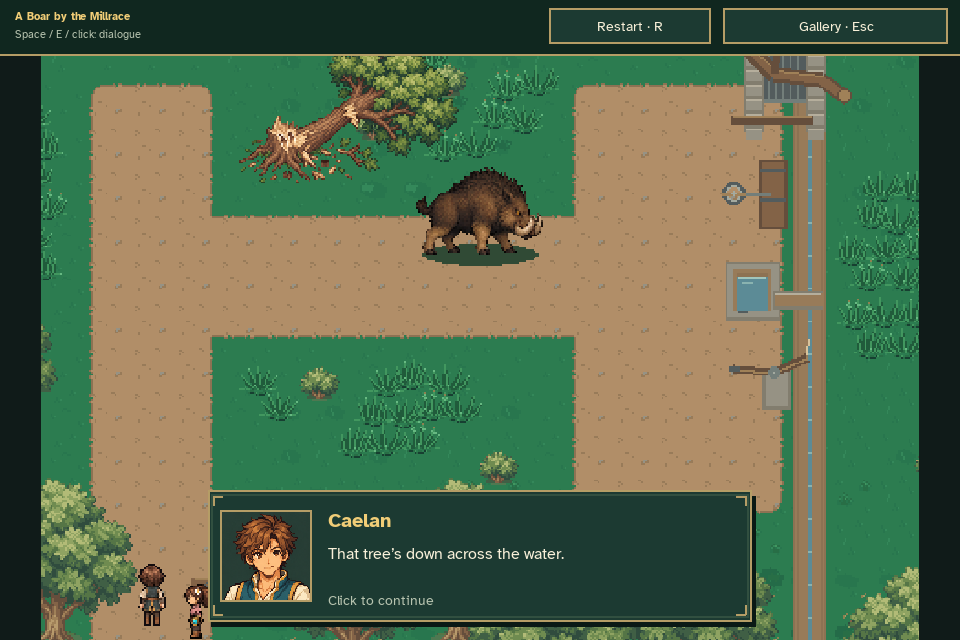 A Boar by the Millrace
Space / E / click: dialogue
Restart · R
Gallery · Esc
Caelan
That tree's down across the water.
Click to continue